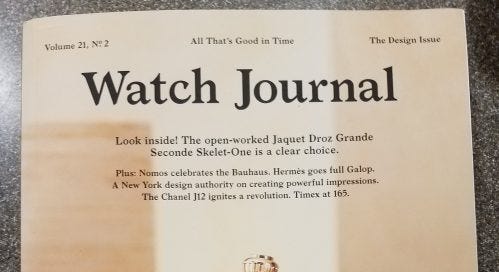 Volume 21, Nº 2
All That's Good in Time
The Design Issue
Watch Journal
Look inside! The open-worked Jaquet Droz Grande
Seconde Skelet-One is a clear choice.
Plus: Nomos celebrates the Bauhaus. Hermès goes full Galop.
A New York design authority on creating powerful impressions.
The Chanel J12 ignites a revolution. Timex at 165.